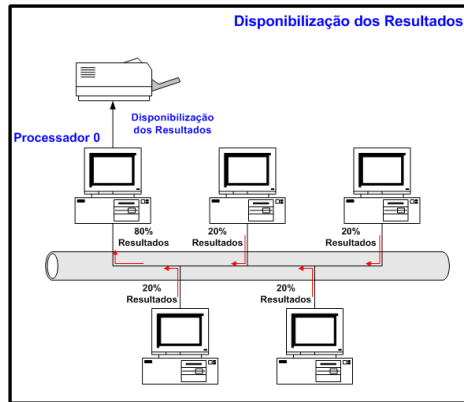 Disponibilização dos Resultados
Disponibilização
dos Resultados
Processador 0
80%
Resultados
20%
Resultados
20%
Resultados
20%
Resultados
20%
Resultados